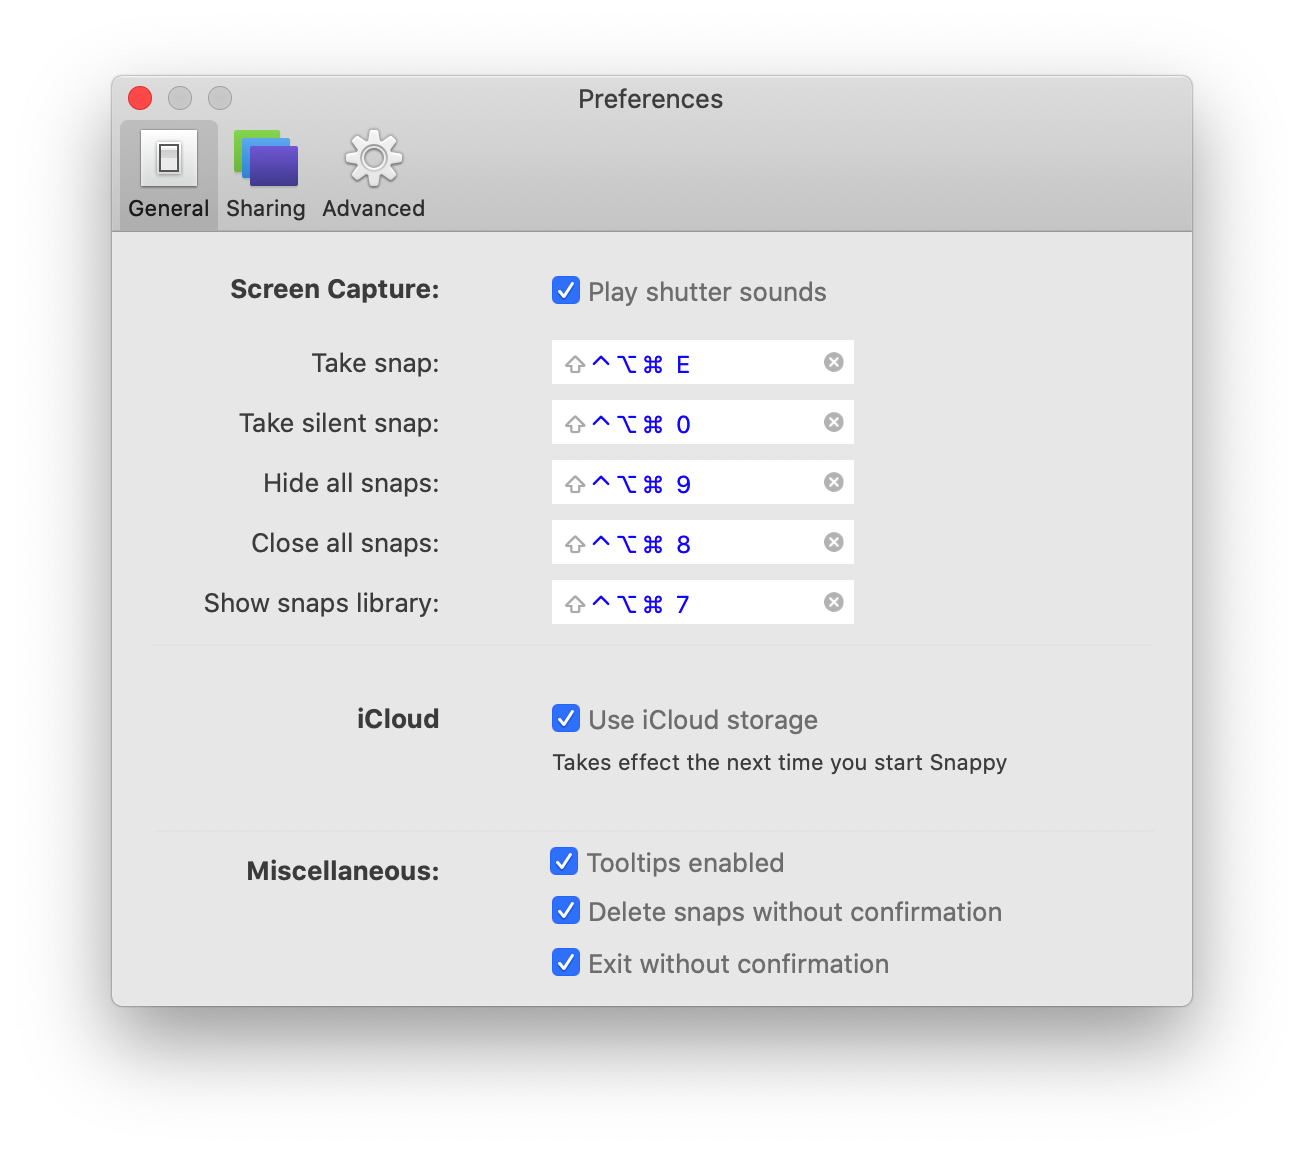 Preferences
General Sharing Advanced
Screen Capture: Play shutter sounds
Take snap: ⇧^⌥⌘ E
Take silent snap: ⇧^⌥⌘ 0
Hide all snaps: ⇧^⌥⌘ 9
Close all snaps: ⇧^⌥⌘ 8
Show snaps library: ⇧^⌥⌘ 7
iCloud Use iCloud storage
Takes effect the next time you start Snappy
Miscellaneous: Tooltips enabled
Delete snaps without confirmation
Exit without confirmation